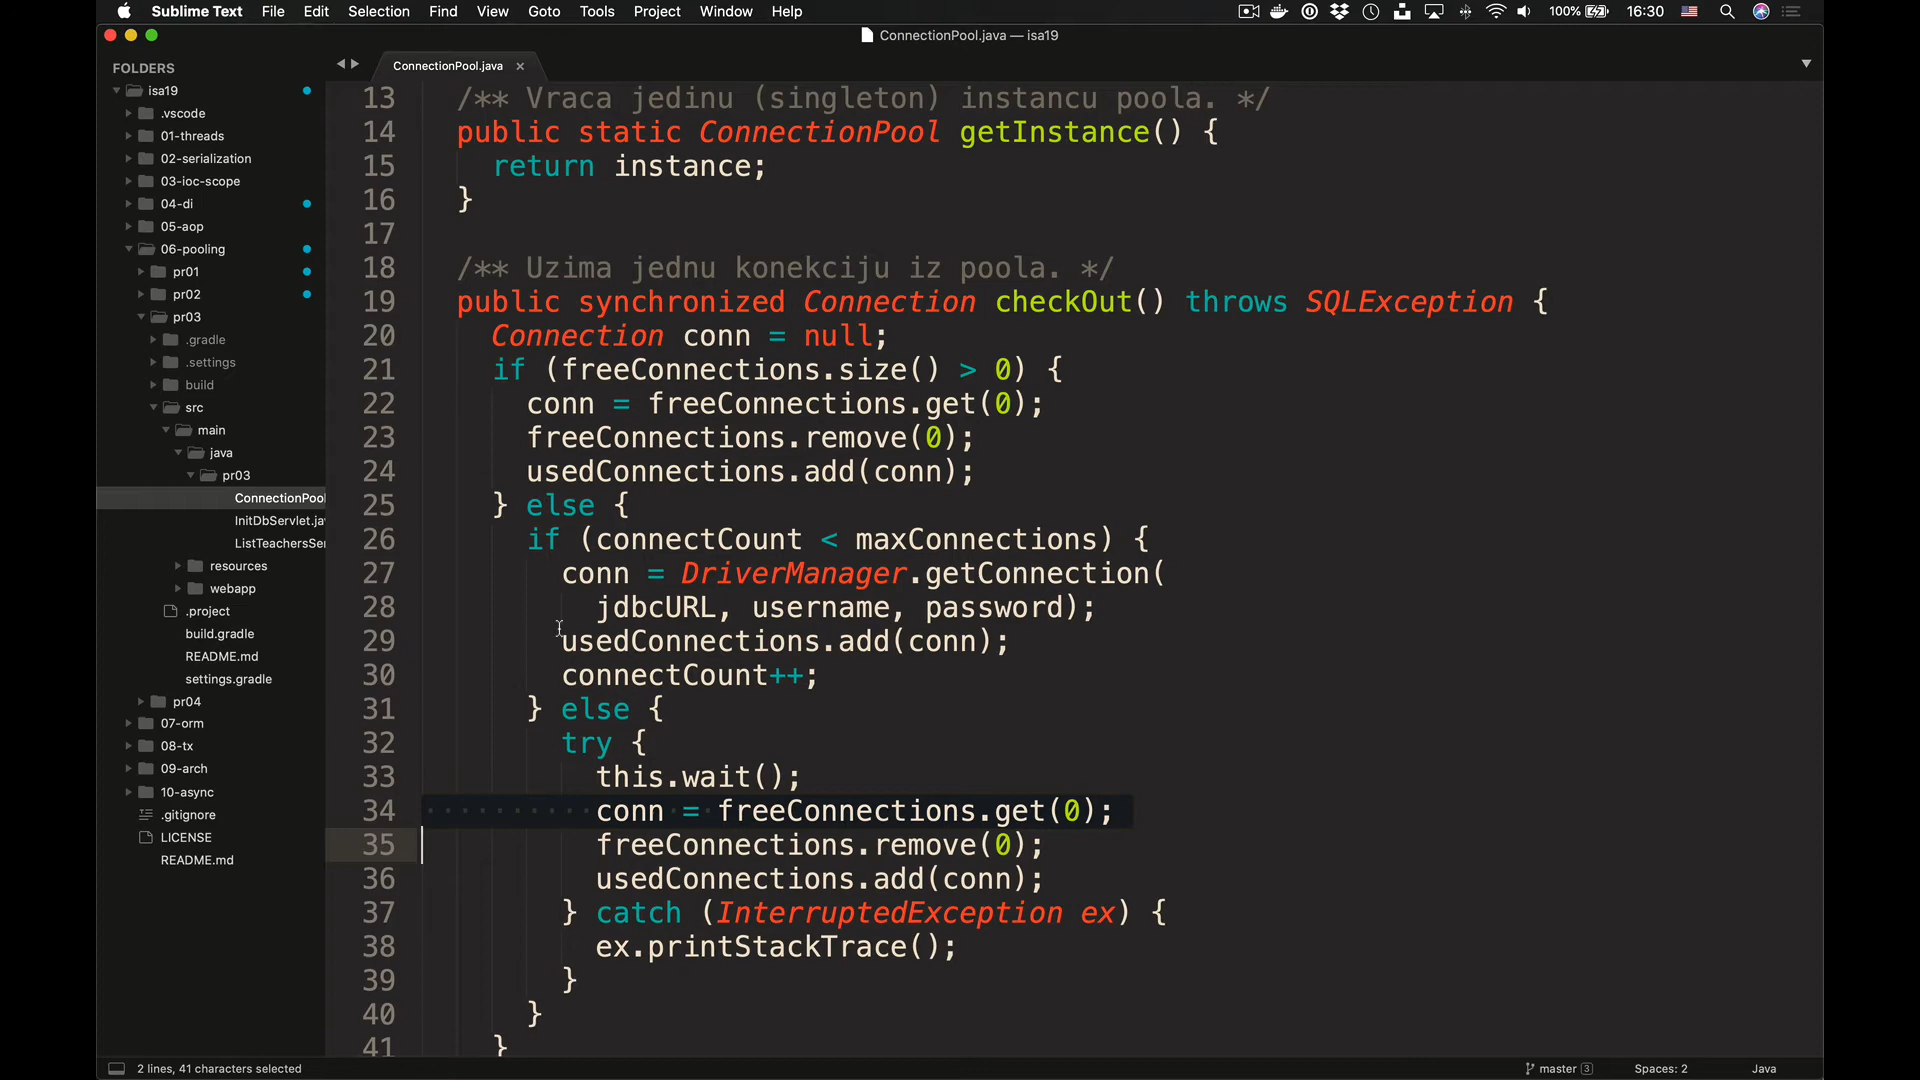 Sublime Text File Edit Selection Find View Goto Tools Project Window Help 100% 16:30
ConnectionPool.java — isa19
FOLDERS
isa19
.vscode
01-threads
02-serialization
03-ioc-scope
04-di
05-aop
06-pooling
pr01
pr02
pr03
.gradle
.settings
build
src
main
java
pr03
ConnectionPool
InitDbServlet.jav
ListTeachersSer
resources
webapp
.project
build.gradle
README.md
settings.gradle
pr04
07-orm
08-tx
09-arch
10-async
.gitignore
LICENSE
README.md
ConnectionPool.java ×
13 /** Vraca jedinu (singleton) instancu poola. */
14 public static ConnectionPool getInstance() {
15 return instance;
16 }
17
18 /** Uzima jednu konekciju iz poola. */
19 public synchronized Connection checkOut() throws SQLException {
20 Connection conn = null;
21 if (freeConnections.size() > 0) {
22 conn = freeConnections.get(0);
23 freeConnections.remove(0);
24 usedConnections.add(conn);
25 } else {
26 if (connectCount < maxConnections) {
27 conn = DriverManager.getConnection(
28 jdbcURL, username, password);
29 usedConnections.add(conn);
30 connectCount++;
31 } else {
32 try {
33 this.wait();
34 conn = freeConnections.get(0);
35 freeConnections.remove(0);
36 usedConnections.add(conn);
37 } catch (InterruptedException ex) {
38 ex.printStackTrace();
39 }
40 }
41 }
2 lines, 41 characters selected master 3 Spaces: 2 Java